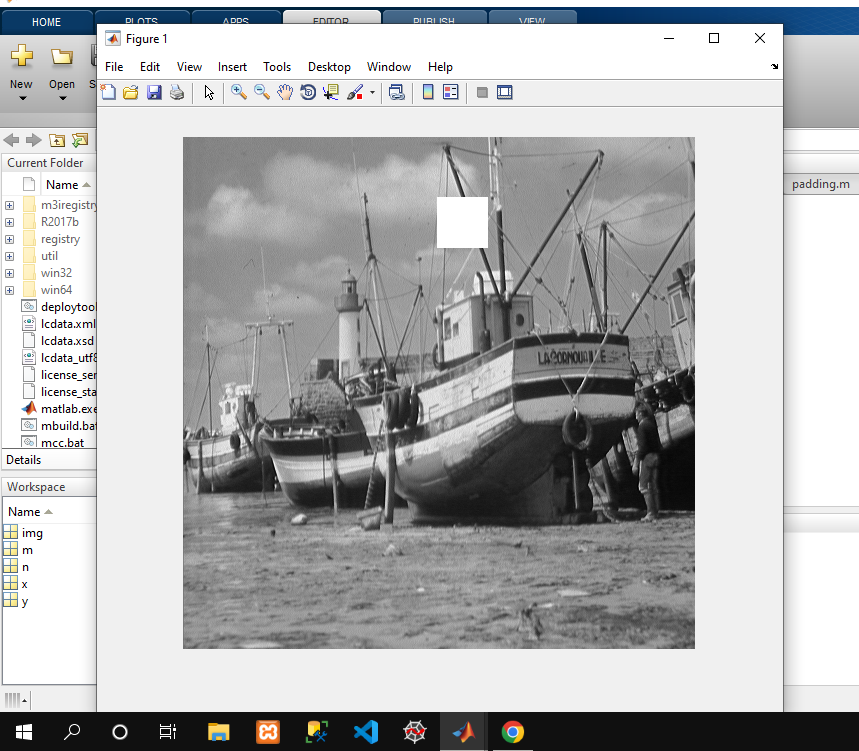 HOME PLOTS APPS EDITOR PUBLISH VIEW
Figure 1
File Edit View Insert Tools Desktop Window Help
New Open S
Current Folder
Name
m3iregistry
R2017b
registry
util
win32
win64
deploytool
lcdata.xml
lcdata.xsd
lcdata_utf8
license_ser
license_sta
matlab.exe
mbuild.bat
mcc.bat
Details
Workspace
Name
img
m
n
x
y
padding.m
LACORNOUAILLE